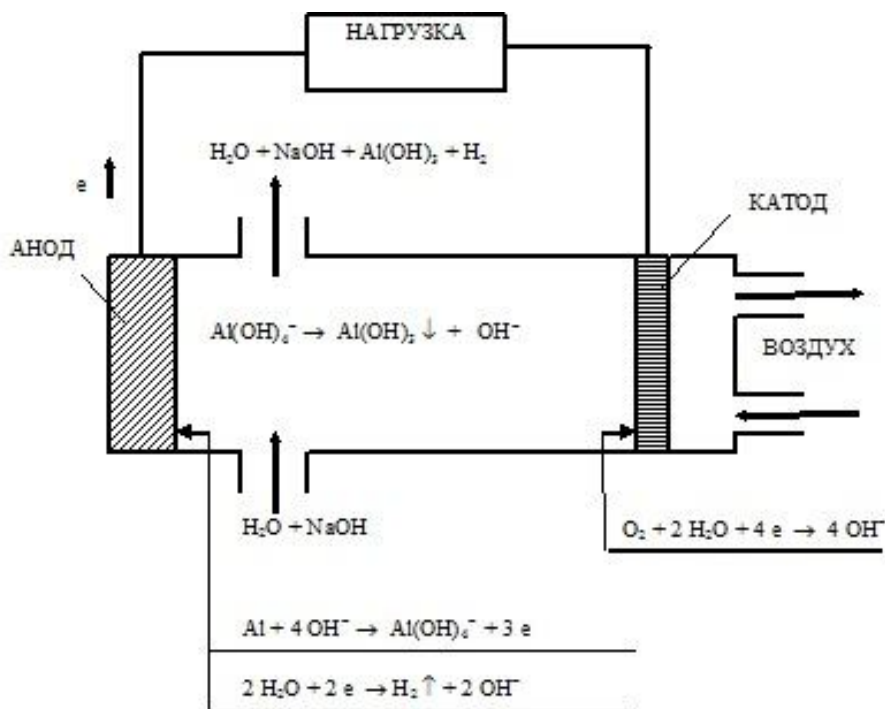 НАГРУЗКА
H₂O + NaOH + Al(OH)₃ + H₂
e
КАТОД
АНОД
Al(OH)₄⁻ → Al(OH)₃ ↓ + OH⁻
ВОЗДУХ
H₂O + NaOH
O₂ + 2 H₂O + 4 e → 4 OH⁻
Al + 4 OH⁻ → Al(OH)₄⁻ + 3 e
2 H₂O + 2 e → H₂ ↑ + 2 OH⁻